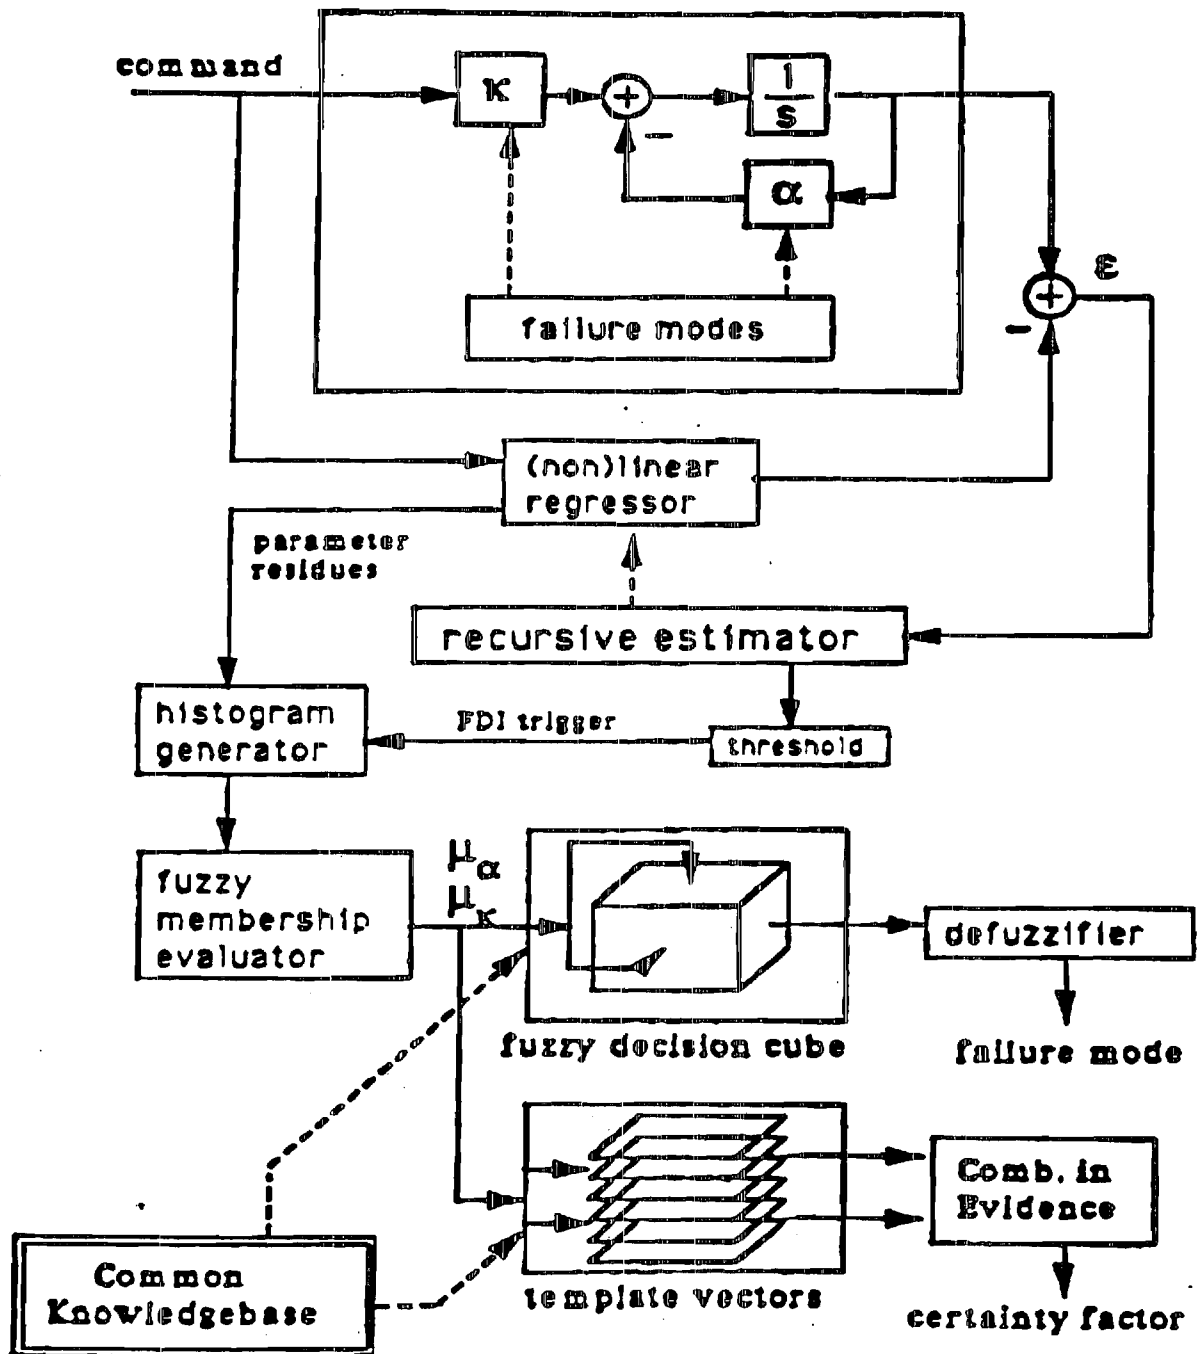 command
K
+
1
s
−
α
failure modes
ε
+
−
(non)linear
regressor
parameter
residues
recursive estimator
histogram
generator
FDI trigger
threshold
fuzzy
membership
evaluator
μα
μκ
defuzzifier
fuzzy decision cube
failure mode
Comb. in
Evidence
Common
Knowledgebase
template vectors
certainty factor